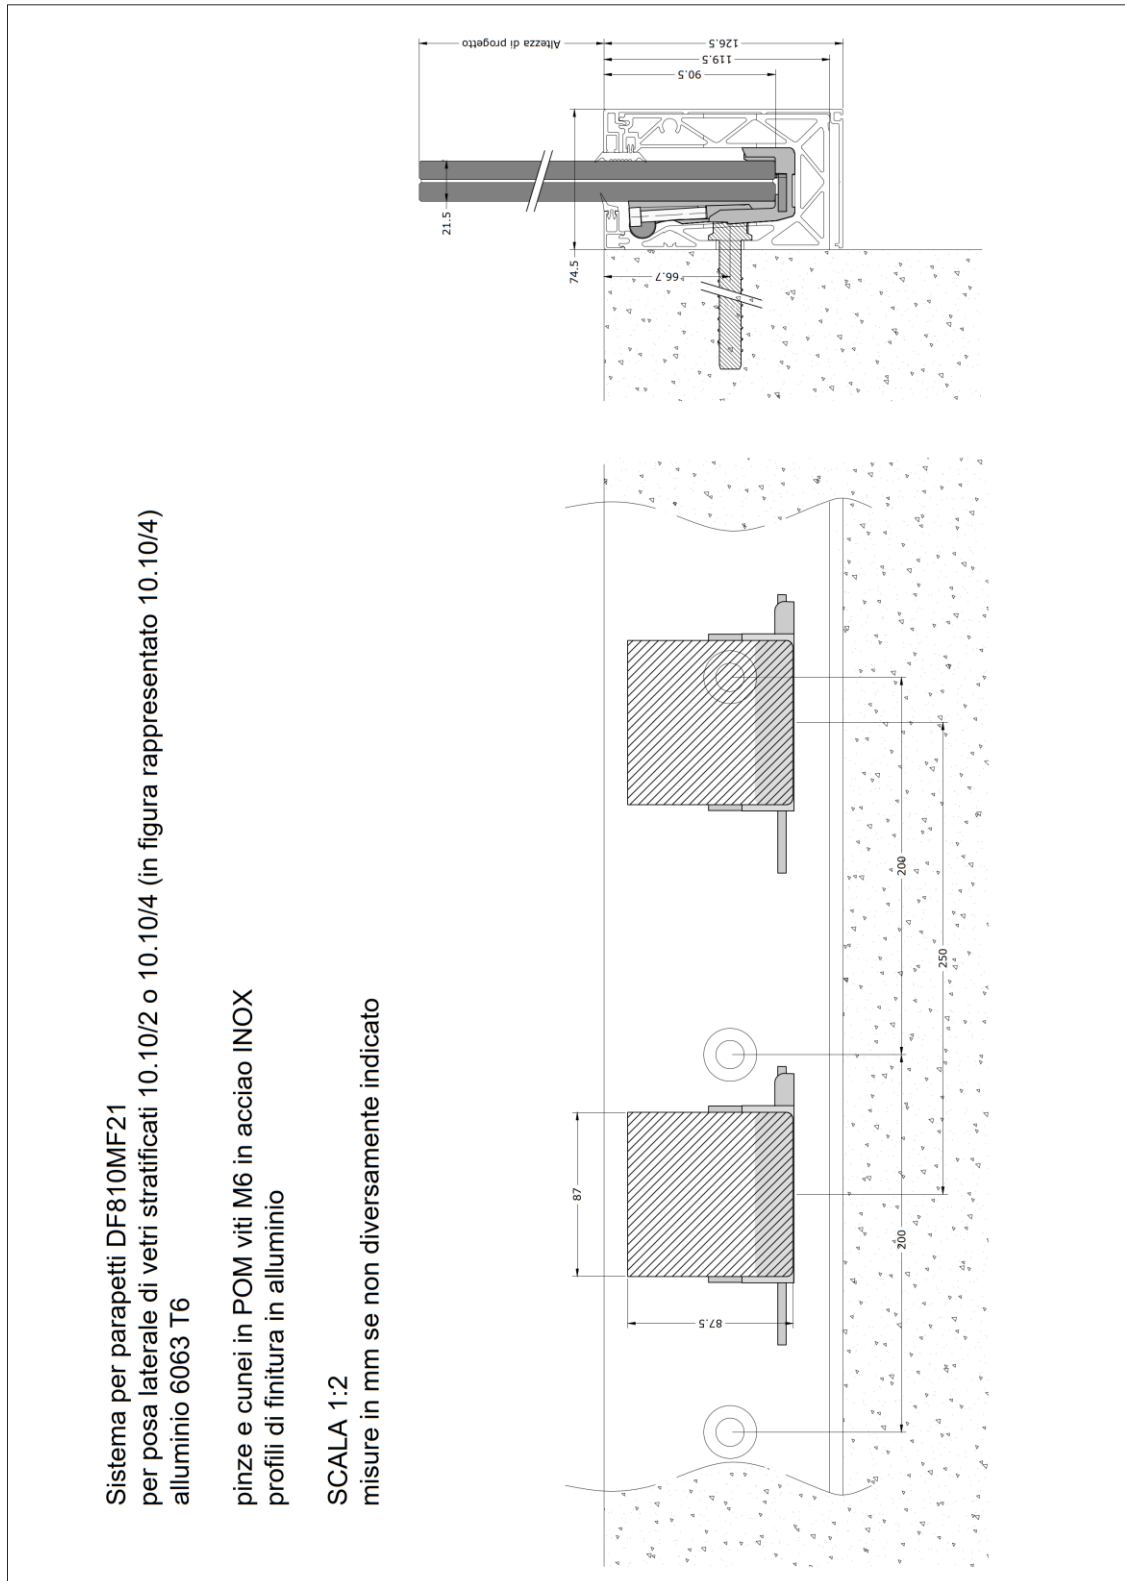 Sistema per parapetti DF810MF21
per posa laterale di vetri stratificati 10.10/2 o 10.10/4 (in figura rappresentato 10.10/4)
alluminio 6063 T6
pinze e cunei in POM viti M6 in acciao INOX
profili di finitura in alluminio
SCALA 1:2
misure in mm se non diversamente indicato
Altezza di progetto
126.5
119.5
90.5
21.5
74.5
66.7
87
87.5
200
250
200